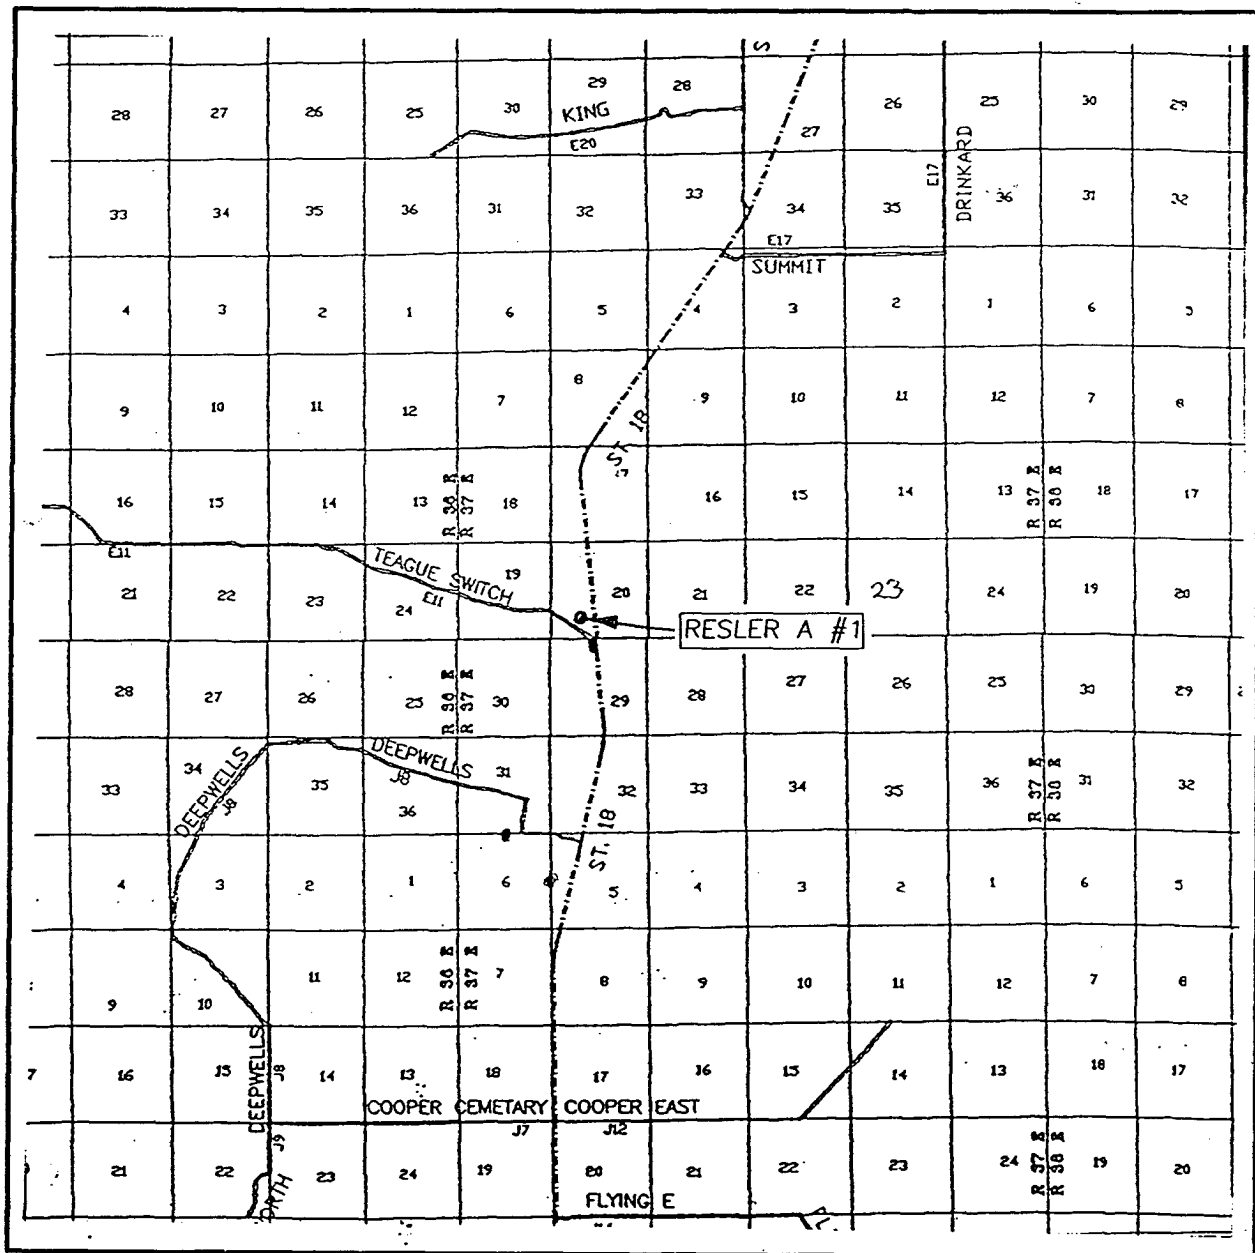 S
28 27 26 25 30 29 28 27 26 25 30 29
KING
E20
E17
DRINKARD
33 34 35 36 31 32 33 34 35 36 31 32
E17
SUMMIT
4 3 2 1 6 5 4 3 2 1 6 5
9 10 11 12 7 8 9 10 11 12 7 8
ST. 18
16 15 14 13 18 17 16 15 14 13 18 17
R 36 E
R 37 E
R 37 E
R 38 E
E11
TEAGUE SWITCH
E11
21 22 23 24 19 20 21 22 23 24 19 20
RESLER A #1
28 27 26 25 30 29 28 27 26 25 30 29
R 36 E
R 37 E
DEEPWELLS
J8
DEEPWELLS
J8
33 34 35 36 31 32 33 34 35 36 31 32
R 37 E
R 38 E
ST. 18
4 3 2 1 6 5 4 3 2 1 6 5
9 10 11 12 7 8 9 10 11 12 7 8
R 36 E
R 37 E
7 16 15 14 13 18 17 16 15 14 13 18 17
DEEPWELLS
J8
COOPER CEMETARY COOPER EAST
J9
J7
J12
21 22 23 24 19 20 21 22 23 24 19 20
R 37 E
R 38 E
FLYING E